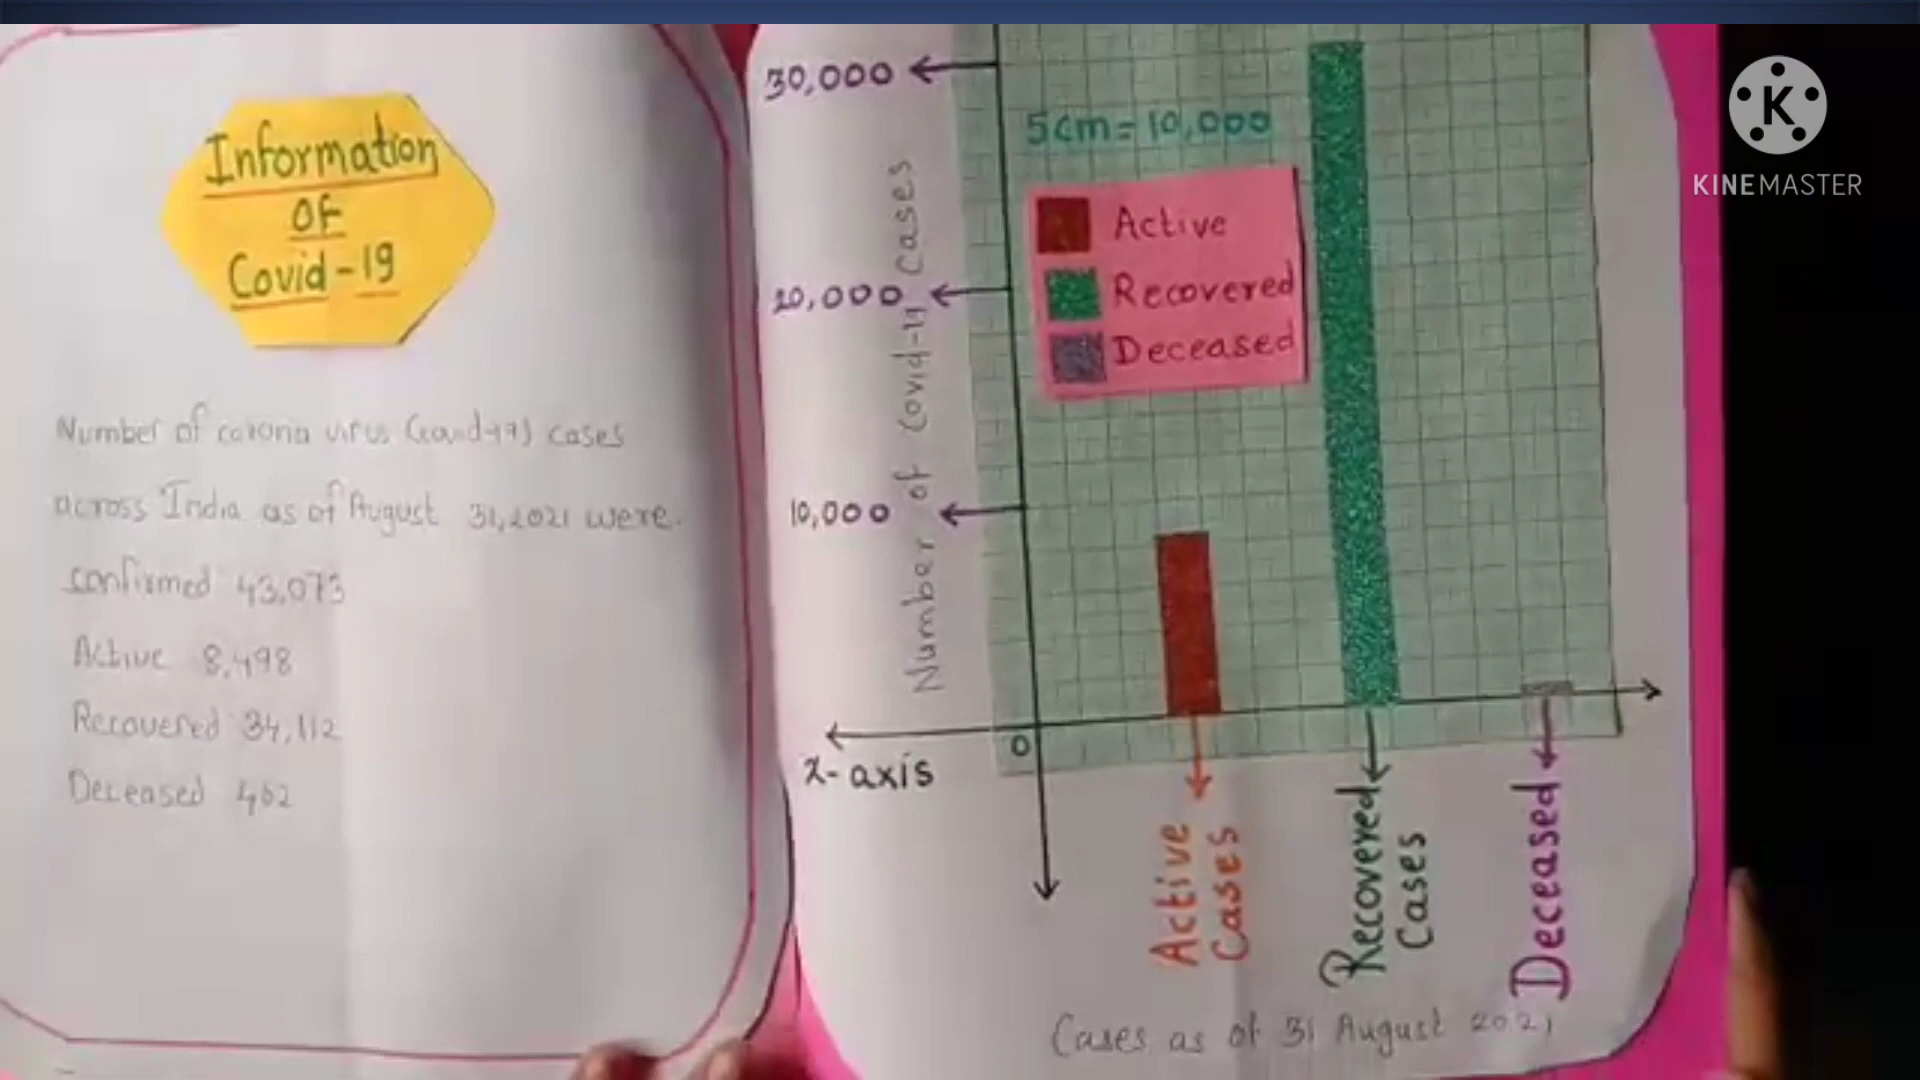 Information
OF
Covid-19
Number of corona virus (covid-19) cases
across India as of August 31,2021 were.
confirmed 43,073
Active 8,498
Recovered 34,112
Deceased 462
30,000
20,000
10,000
0
Number of Covid-19 cases
5cm=10,000
Active
Recovered
Deceased
x-axis
Active
Cases
Recovered
Cases
Deceased
Cases as of 31 August 2021
K
KINEMASTER